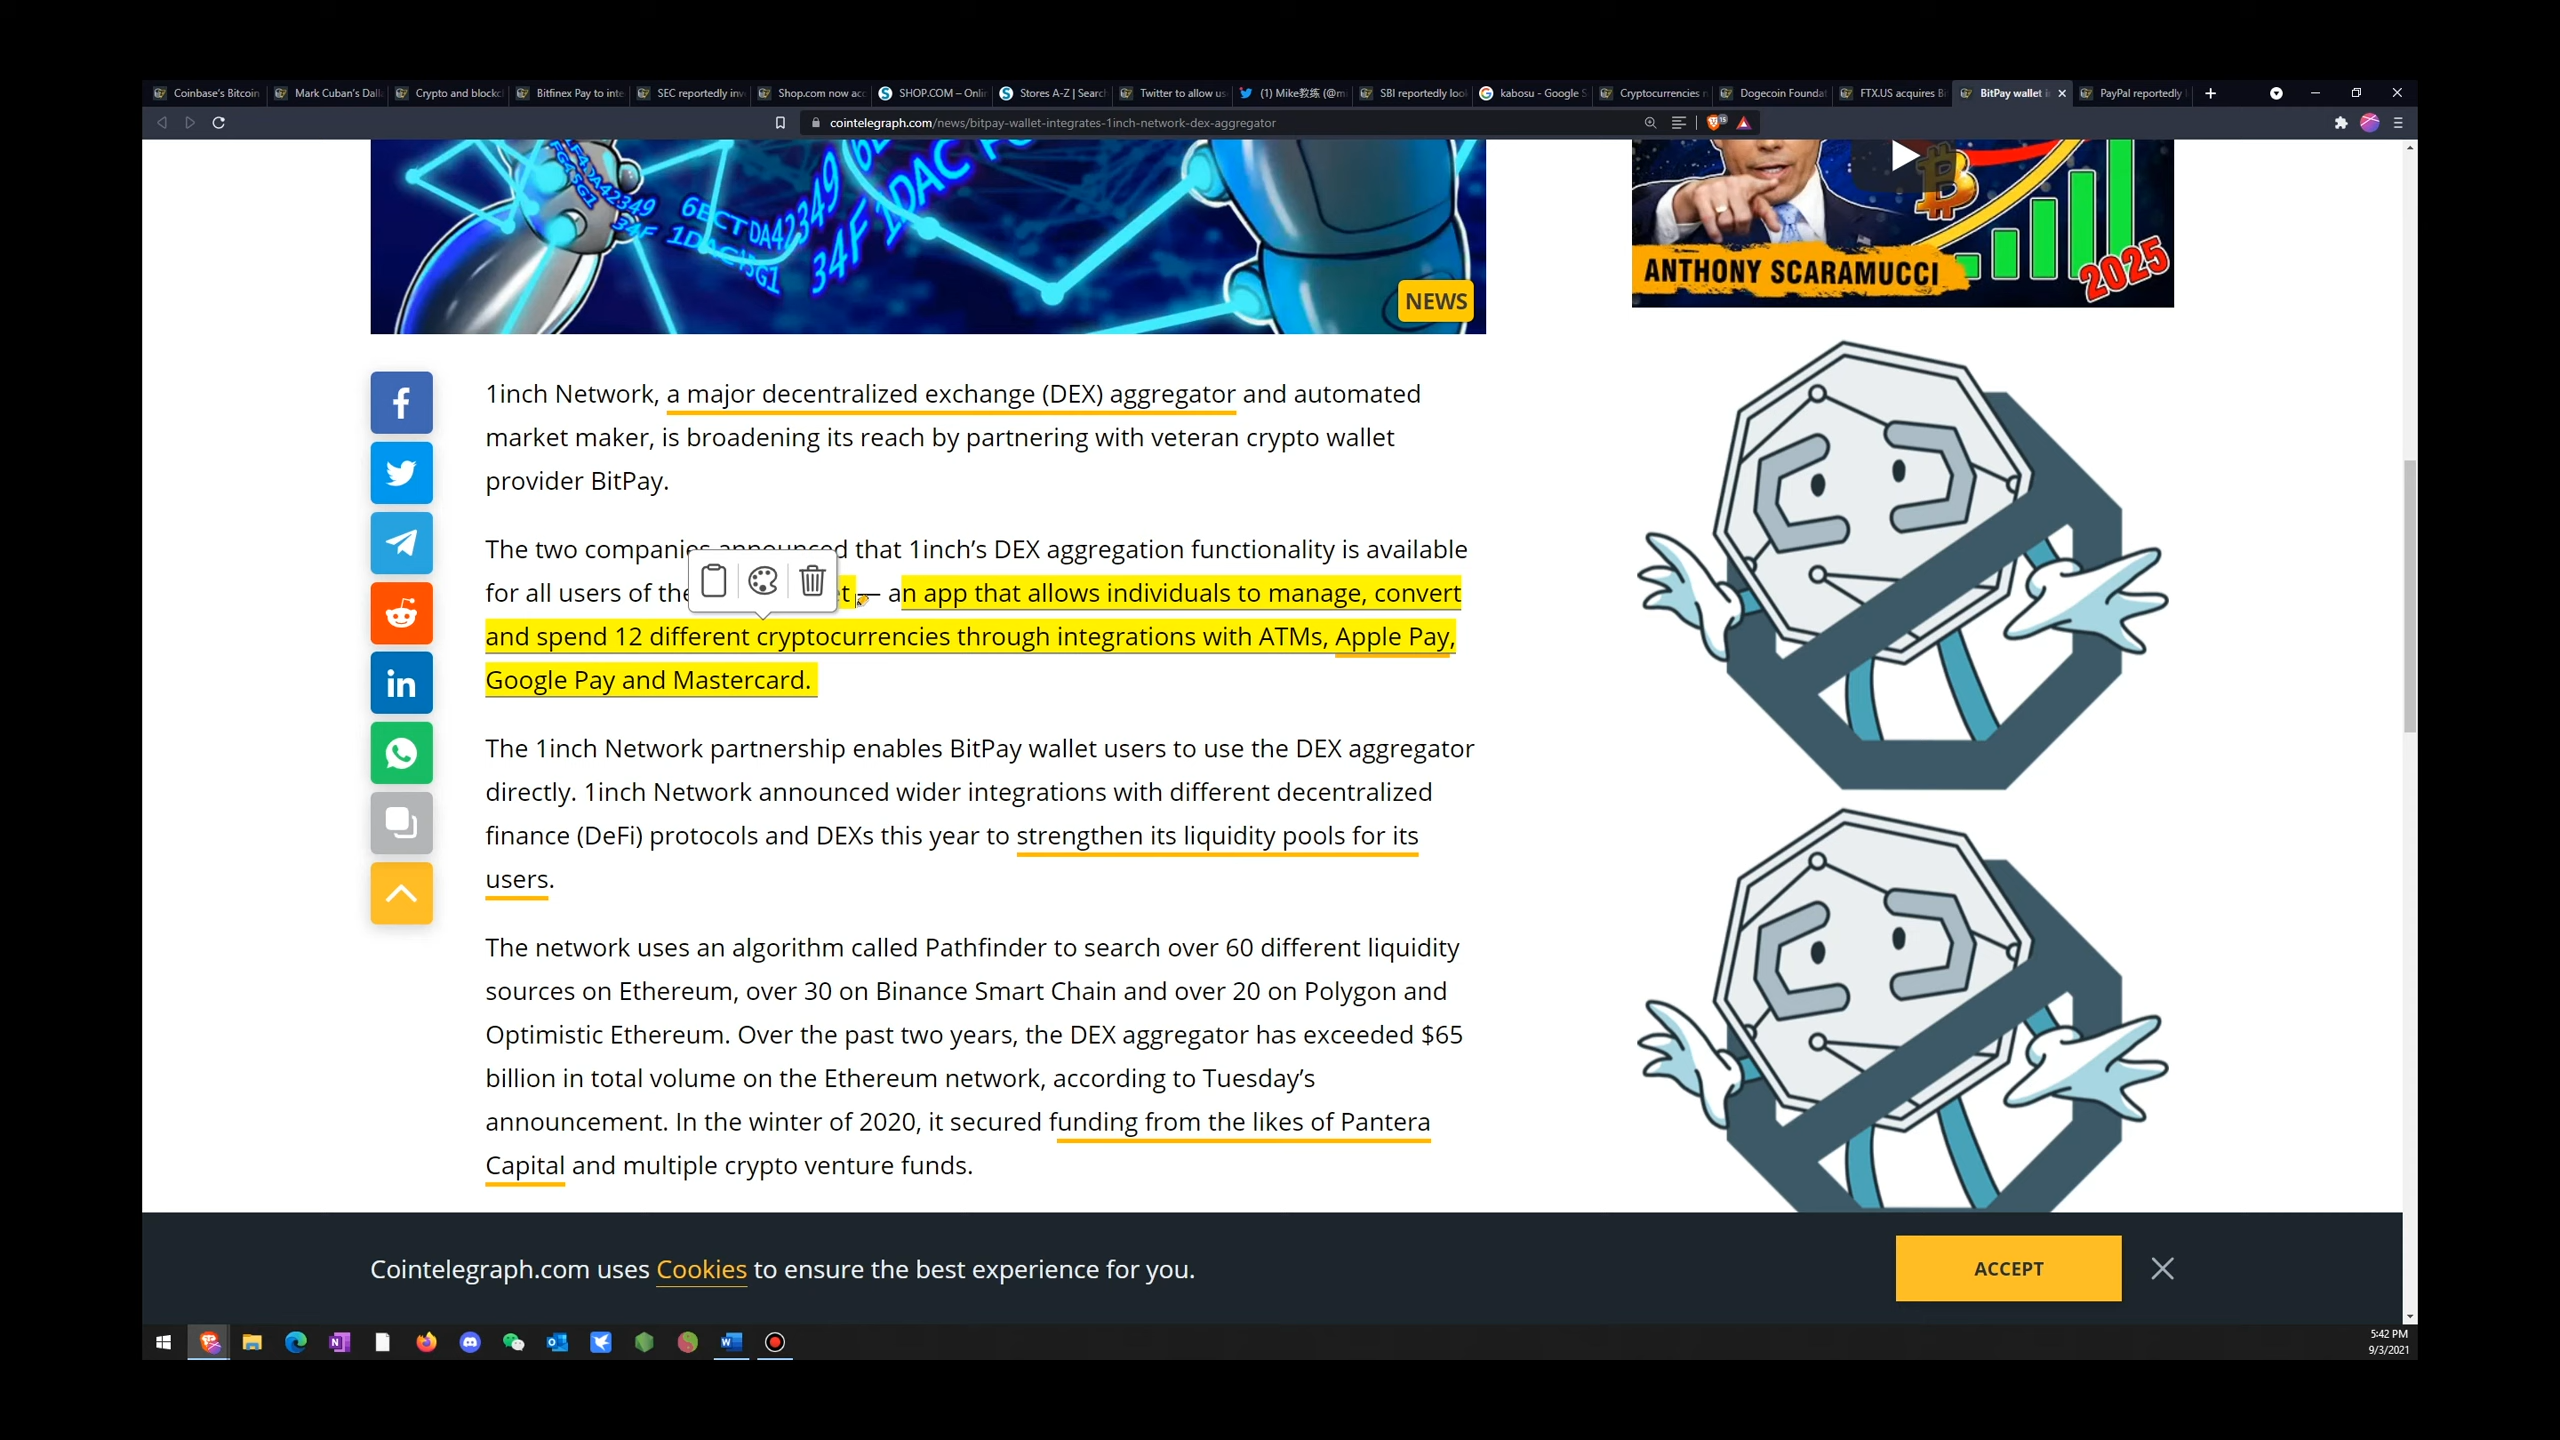 Coinbase's Bitcoin Mark Cuban's Dall Crypto and blockc Bitfinex Pay to inte SEC reportedly inv Shop.com now acc SHOP.COM – Onli Stores A-Z | Search Twitter to allow us (1) Mike教练 (@m SBI reportedly loo kabosu - Google S Cryptocurrencies Dogecoin Foundat FTX.US acquires B BitPay wallet PayPal reportedly
cointelegraph.com/news/bitpay-wallet-integrates-1inch-network-dex-aggregator
6ECTDA42349
34F 1DAC
ANTHONY SCARAMUCCI
2025
NEWS
1inch Network, a major decentralized exchange (DEX) aggregator and automated
market maker, is broadening its reach by partnering with veteran crypto wallet
provider BitPay.
The two companies announced that 1inch's DEX aggregation functionality is available
for all users of the t — an app that allows individuals to manage, convert
and spend 12 different cryptocurrencies through integrations with ATMs, Apple Pay,
Google Pay and Mastercard.
The 1inch Network partnership enables BitPay wallet users to use the DEX aggregator
directly. 1inch Network announced wider integrations with different decentralized
finance (DeFi) protocols and DEXs this year to strengthen its liquidity pools for its
users.
The network uses an algorithm called Pathfinder to search over 60 different liquidity
sources on Ethereum, over 30 on Binance Smart Chain and over 20 on Polygon and
Optimistic Ethereum. Over the past two years, the DEX aggregator has exceeded $65
billion in total volume on the Ethereum network, according to Tuesday's
announcement. In the winter of 2020, it secured funding from the likes of Pantera
Capital and multiple crypto venture funds.
Cointelegraph.com uses Cookies to ensure the best experience for you.
ACCEPT
5:42 PM
9/3/2021